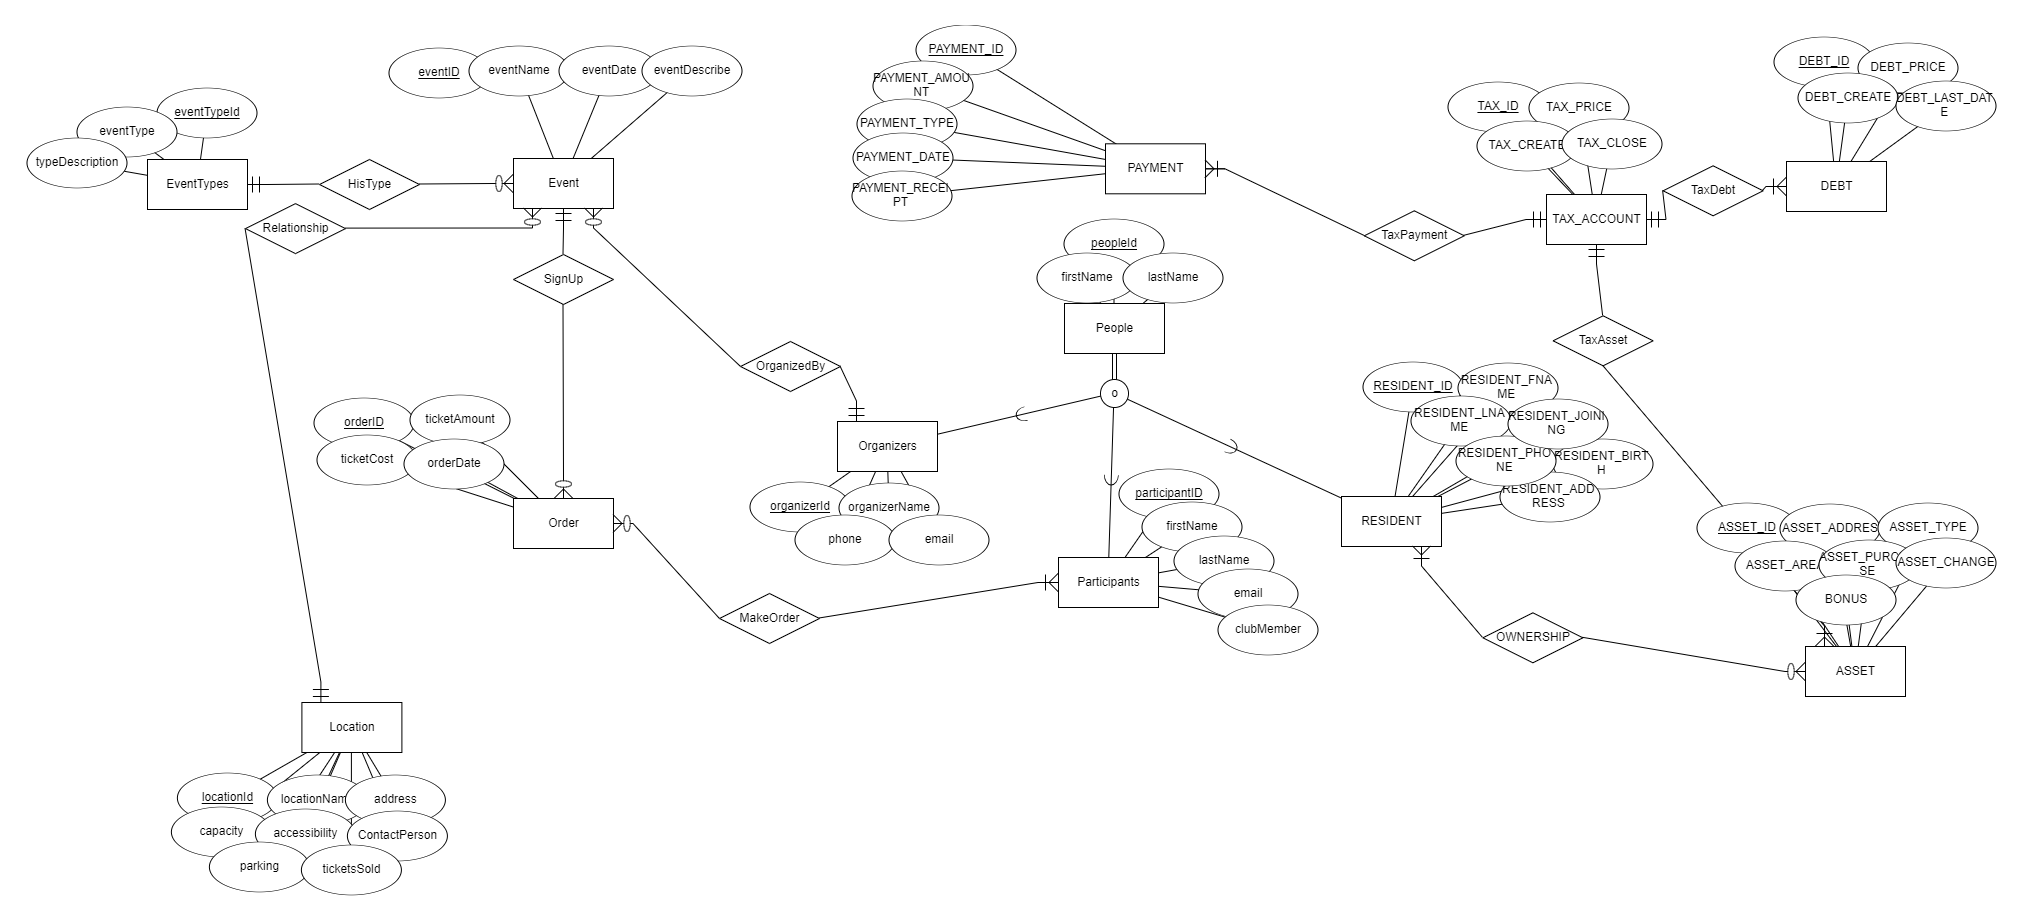 eventID
eventName
eventDate
eventDescribe
eventTypeId
eventType
typeDescription
EventTypes
HisType
Event
Relationship
SignUp
OrganizedBy
orderID
ticketAmount
ticketCost
orderDate
Order
Organizers
organizerId
organizerName
phone
email
MakeOrder
Location
locationId
locationNam
address
capacity
accessibility
ContactPerson
parking
ticketsSold
PAYMENT_ID
PAYMENT_AMOU
NT
PAYMENT_TYPE
PAYMENT_DATE
PAYMENT_RECEI
PT
PAYMENT
TaxPayment
peopleId
firstName
lastName
People
o
participantID
firstName
lastName
email
clubMember
Participants
TAX_ID
TAX_PRICE
TAX_CREATE
TAX_CLOSE
TAX_ACCOUNT
TaxDebt
DEBT_ID
DEBT_PRICE
DEBT_CREATE
DEBT_LAST_DAT
E
DEBT
TaxAsset
RESIDENT_ID
RESIDENT_FNA
ME
RESIDENT_LNA
ME
RESIDENT_JOINI
NG
RESIDENT_PHO
NE
RESIDENT_BIRT
H
RESIDENT_ADD
RESS
RESIDENT
OWNERSHIP
ASSET_ID
ASSET_ADDRES
ASSET_TYPE
ASSET_AREA
ASSET_PURC
SE
ASSET_CHANGE
BONUS
ASSET